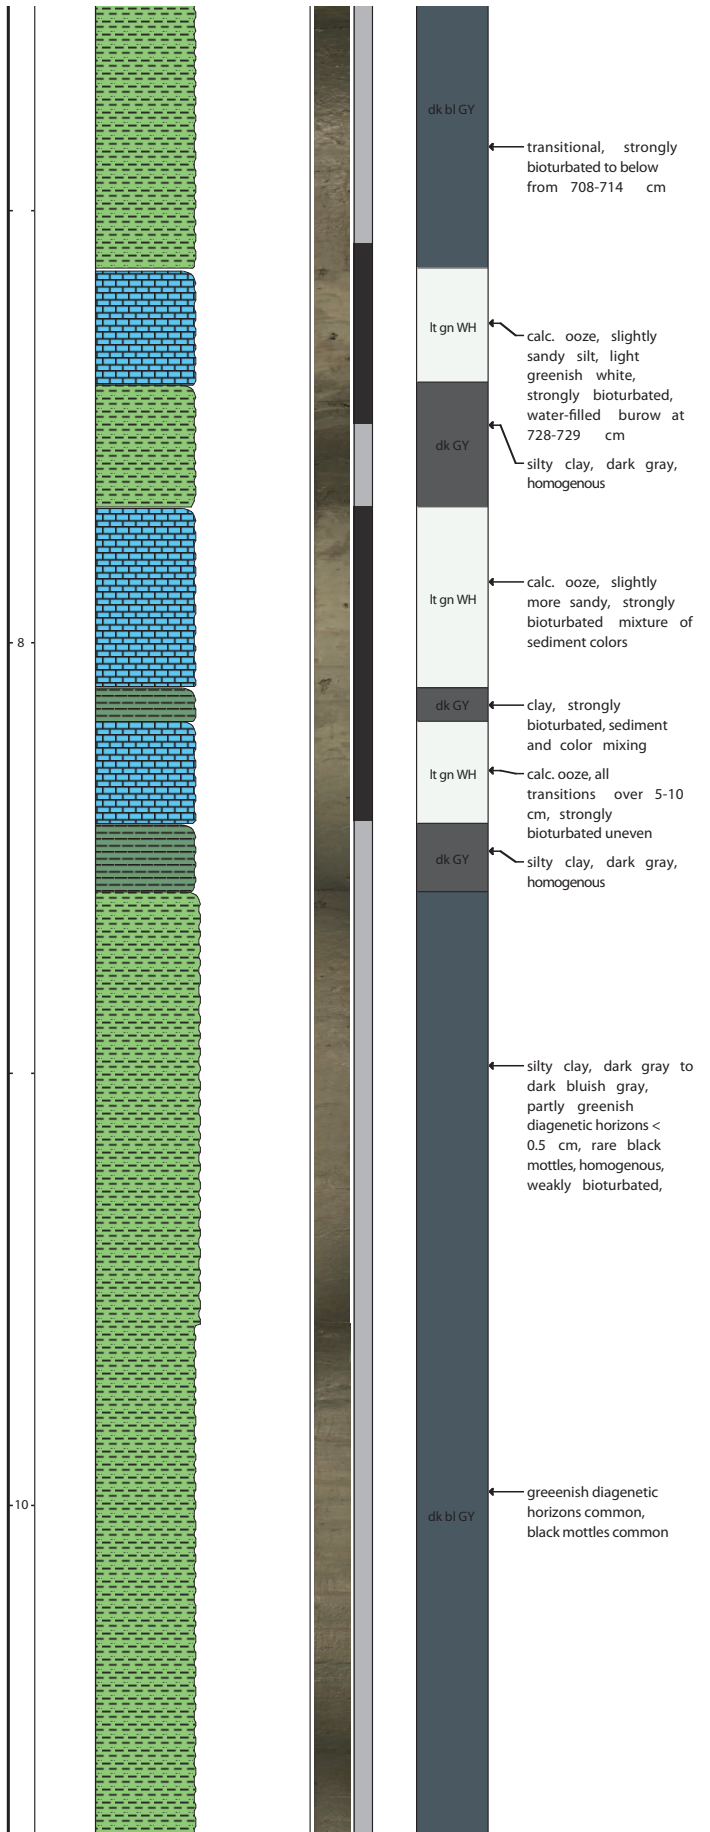 dk bl GY
transitional, strongly
bioturbated to below
from 708-714 cm
lt gn WH
calc. ooze, slightly
sandy silt, light
greenish white,
strongly bioturbated,
water-filled burow at
728-729 cm
dk GY
silty clay, dark gray,
homogenous
lt gn WH
calc. ooze, slightly
more sandy, strongly
bioturbated mixture of
sediment colors
8
dk GY
clay, strongly
bioturbated, sediment
and color mixing
lt gn WH
calc. ooze, all
transitions over 5-10
cm, strongly
bioturbated uneven
dk GY
silty clay, dark gray,
homogenous
silty clay, dark gray to
dark bluish gray,
partly greenish
diagenetic horizons <
0.5 cm, rare black
mottles, homogenous,
weakly bioturbated,
10
dk bl GY
greeenish diagenetic
horizons common,
black mottles common